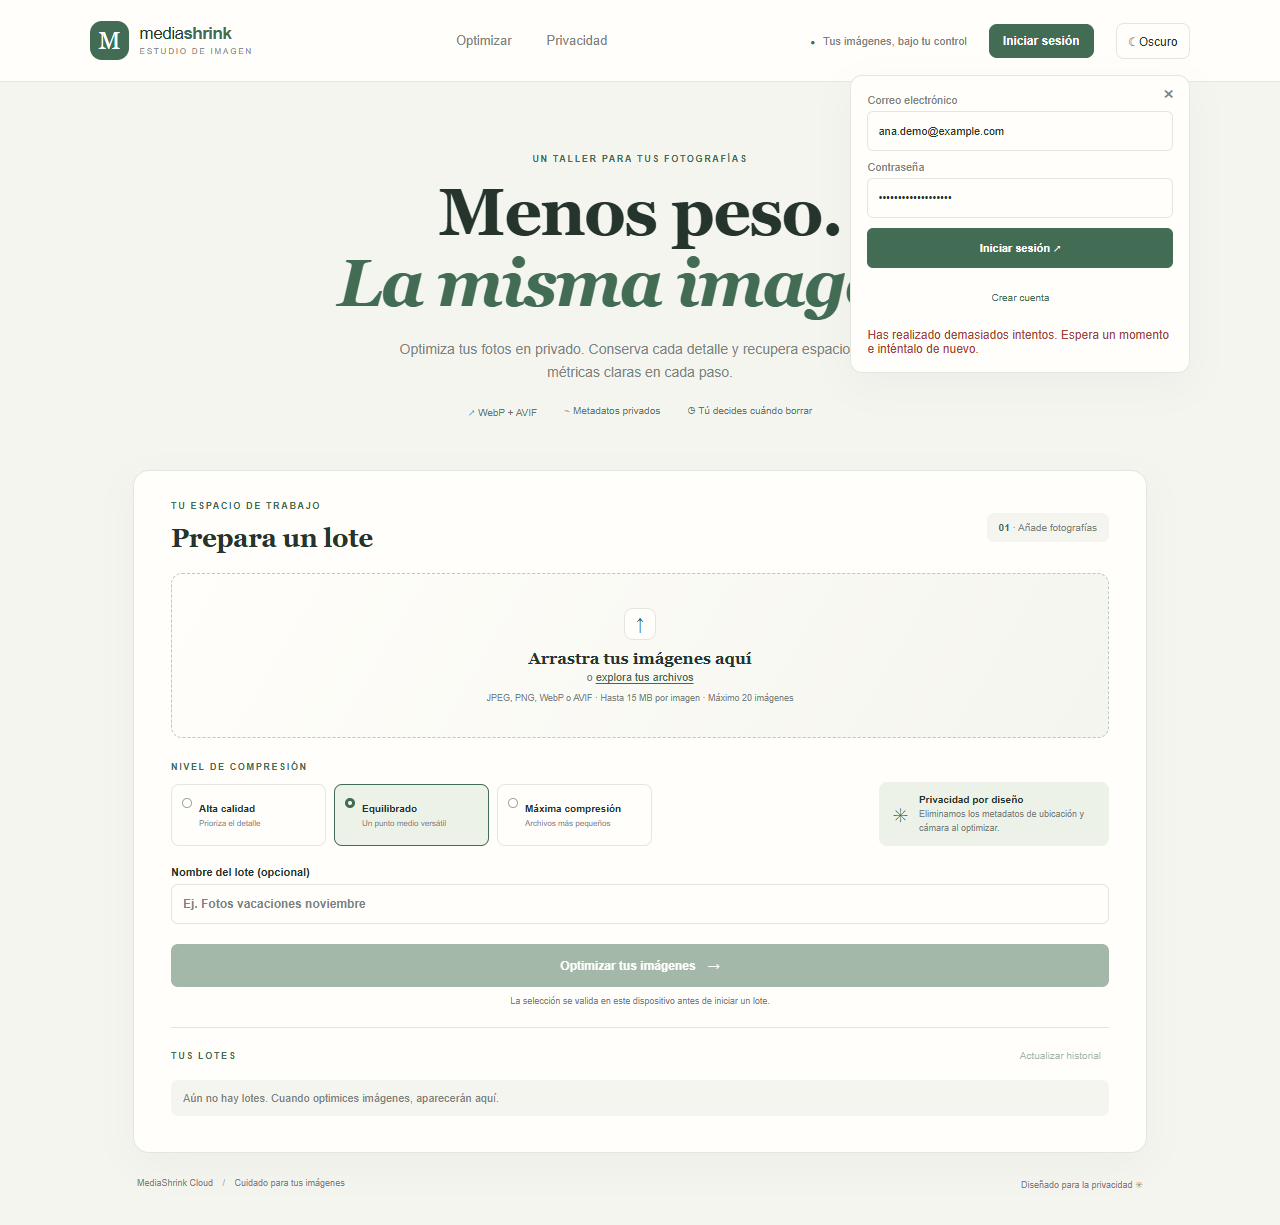 M
mediashrink
ESTUDIO DE IMAGEN
Optimizar
Privacidad
Tus imágenes, bajo tu control
Iniciar sesión
Oscuro
Correo electrónico
ana.demo@example.com
Contraseña
Iniciar sesión ↗
Crear cuenta
Has realizado demasiados intentos. Espera un momento
e inténtalo de nuevo.
UN TALLER PARA TUS FOTOGRAFÍAS
Menos peso.
La misma
Optimiza tus fotos en privado. Conserva cada detalle y recupera espacio
métricas claras en cada paso.
WebP + AVIF
Metadatos privados
Tú decides cuándo borrar
TU ESPACIO DE TRABAJO
Prepara un lote
01 · Añade fotografías
Arrastra tus imágenes aquí
o explora tus archivos
JPEG, PNG, WebP o AVIF · Hasta 15 MB por imagen · Máximo 20 imágenes
NIVEL DE COMPRESIÓN
Alta calidad
Prioriza el detalle
Equilibrado
Un punto medio versátil
Máxima compresión
Archivos más pequeños
Privacidad por diseño
Eliminamos los metadatos de ubicación y
cámara al optimizar.
Nombre del lote (opcional)
Ej. Fotos vacaciones noviembre
Optimizar tus imágenes →
La selección se valida en este dispositivo antes de iniciar un lote.
TUS LOTES
Actualizar historial
Aún no hay lotes. Cuando optimices imágenes, aparecerán aquí.
MediaShrink Cloud / Cuidado para tus imágenes
Diseñado para la privacidad